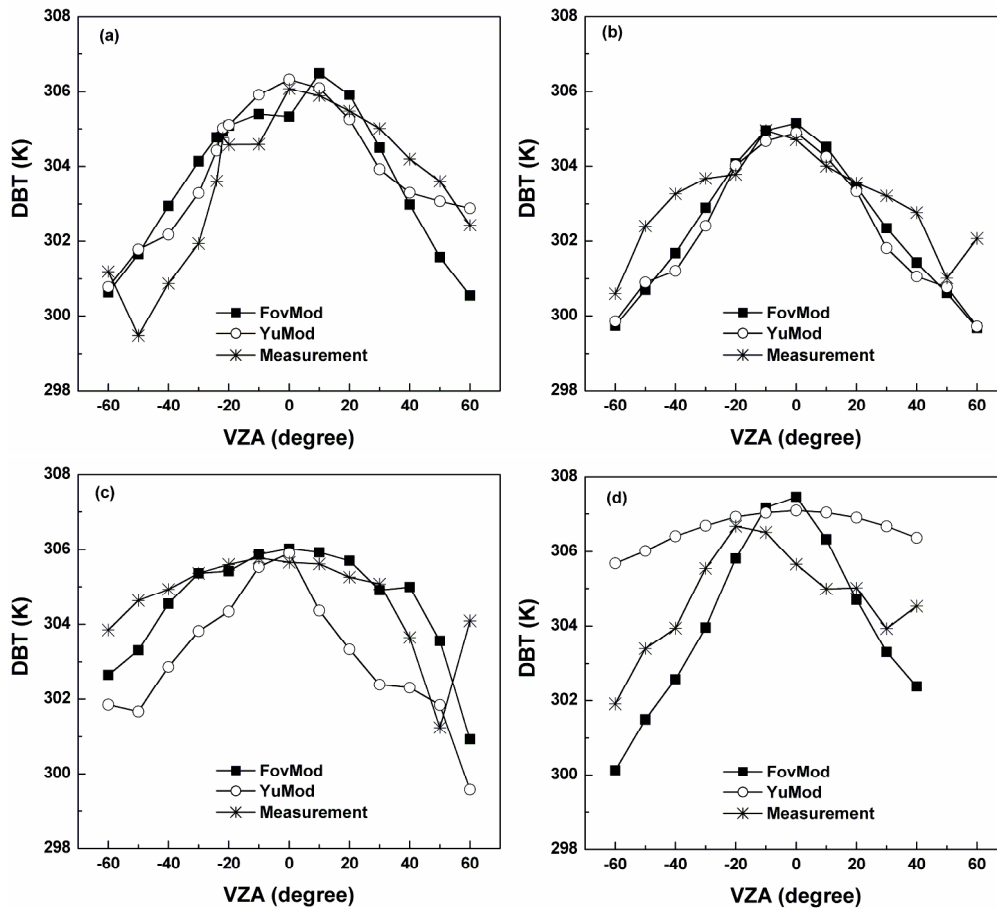 (a)
308
306
304
302
300
298
DBT (K)
FovMod
YuMod
Measurement
-60 -40 -20 0 20 40 60
VZA (degree)
(b)
308
306
304
302
300
298
DBT (K)
FovMod
YuMod
Measurement
-60 -40 -20 0 20 40 60
VZA (degree)
(c)
308
306
304
302
300
298
DBT (K)
FovMod
YuMod
Measurement
-60 -40 -20 0 20 40 60
VZA (degree)
(d)
308
306
304
302
300
298
DBT (K)
FovMod
YuMod
Measurement
-60 -40 -20 0 20 40 60
VZA (degree)